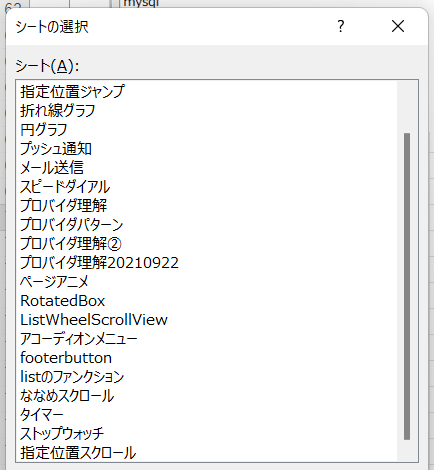 62
mysql
シートの選択
?
シート(A):
指定位置ジャンプ
折れ線グラフ
円グラフ
プッシュ通知
メール送信
スピードダイアル
プロバイダ理解
プロバイダパターン
プロバイダ理解②
プロバイダ理解20210922
ページアニメ
RotatedBox
ListWheelScrollView
アコーディオンメニュー
footerbutton
listのファンクション
ななめスクロール
タイマー
ストップウォッチ
指定位置スクロール